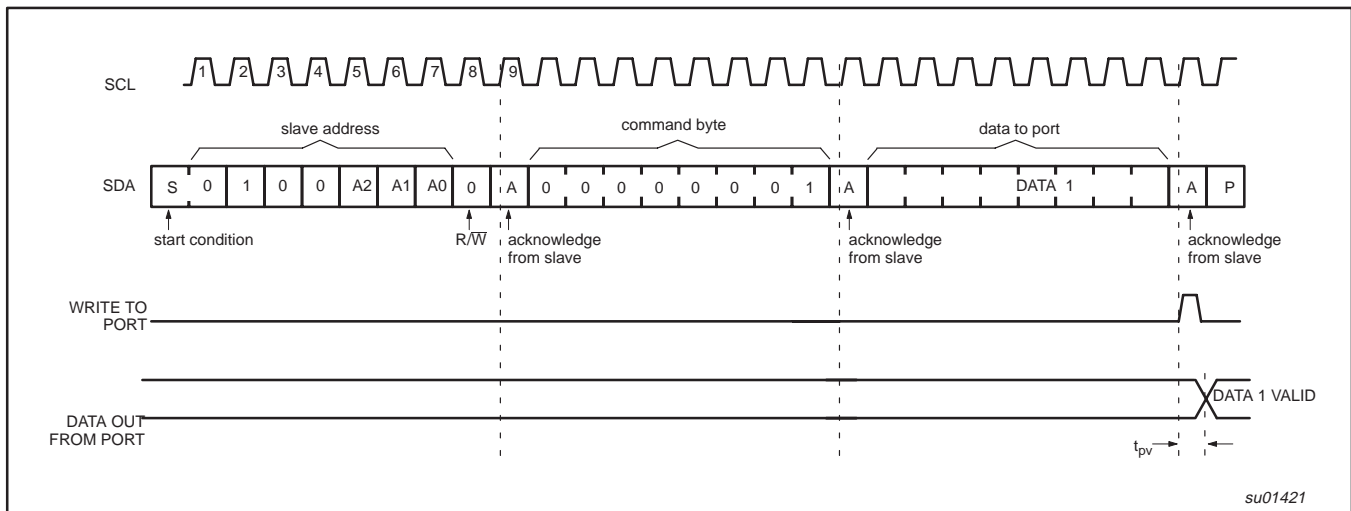 SCL
1 2 3 4 5 6 7 8 9
slave address command byte data to port
SDA S 0 1 0 0 A2 A1 A0 0 A 0 0 0 0 0 0 0 1 A DATA 1 A P
start condition R/W̅ acknowledge from slave acknowledge from slave acknowledge from slave
WRITE TO PORT
DATA OUT FROM PORT
DATA 1 VALID
tpv
su01421